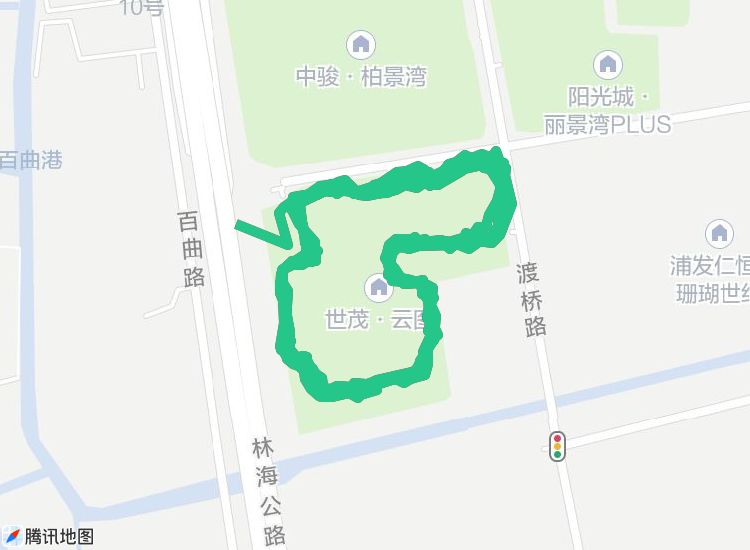 10号
中骏·柏景湾
阳光城·
丽景湾PLUS
百曲港
百曲路
浦发仁恒
珊瑚世纪
渡桥路
世茂·云图
林海公路
腾讯地图